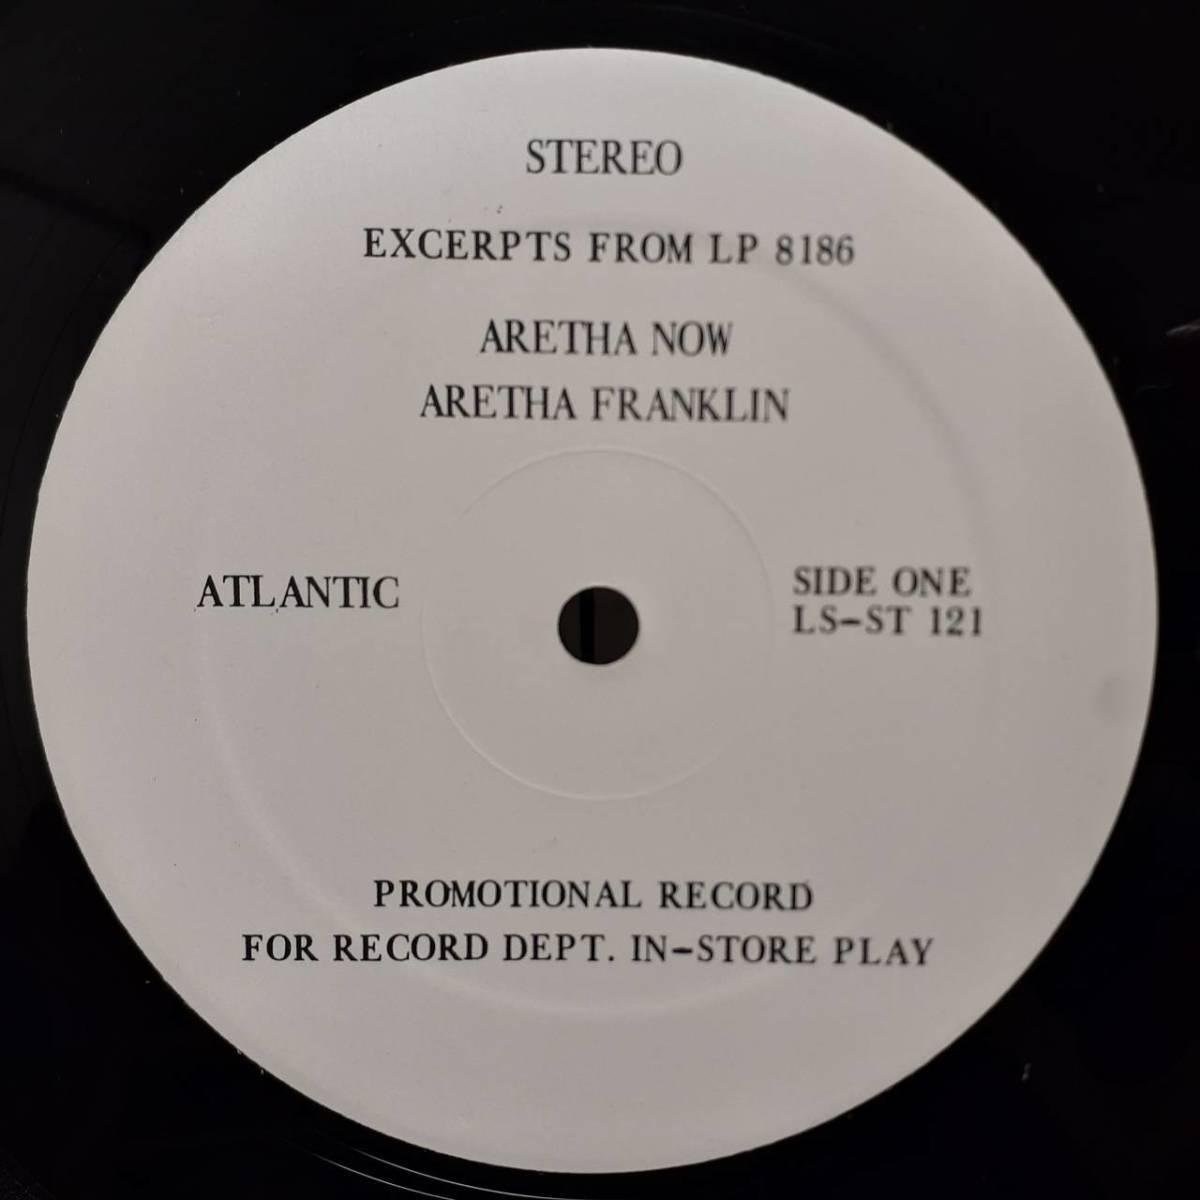 STEREO
EXCERPTS FROM LP 8186
ARETHA NOW
ARETHA FRANKLIN
ATLANTIC
SIDE ONE
LS-ST 121
PROMOTIONAL RECORD
FOR RECORD DEPT. IN-STORE PLAY